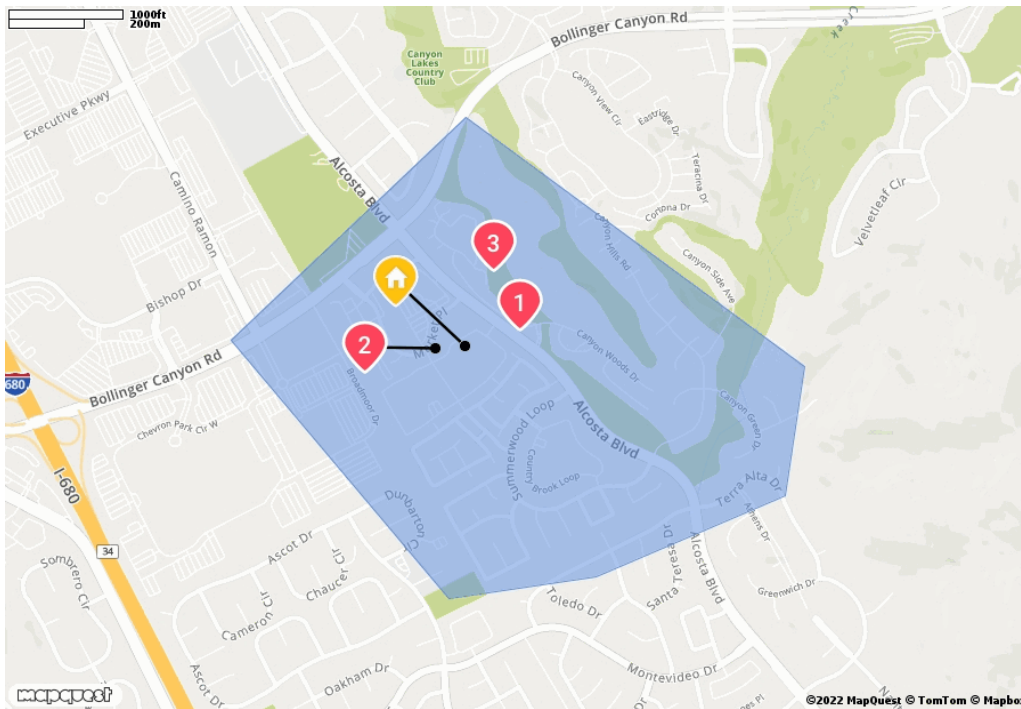 1000ft
200m
Bollinger Canyon Rd
Creek
Canyon
Lakes
Country
Club
Executive Pkwy
Canyon View Cir
Eastridge Dr
Alcosta Blvd
Camino Ramon
Teracina Dr
Velvetleaf Cir
Cortona Dr
Canyon Hills Rd
3
Canyon Side Ave
Bishop Dr
1
Market Pl
2
Canyon Woods Dr
680
Bollinger Canyon Rd
Broadmoor Dr
Canyon Green Dr
Chevron Park Cir W
Summerwood Loop
Alcosta Blvd
Country
Brook Loop
I-680
Terra Alta Dr
Dunbarton Cir
Athens Dr
34
Ascot Dr
Sombrero Cir
Chaucer Cir
Santa Teresa Dr
Alcosta Blvd
Greenwich Dr
Cameron Cir
Toledo Dr
Ascot Dr
Oakham Dr
Montevideo Dr
mapquest
©2022 MapQuest © TomTom © Mapbox